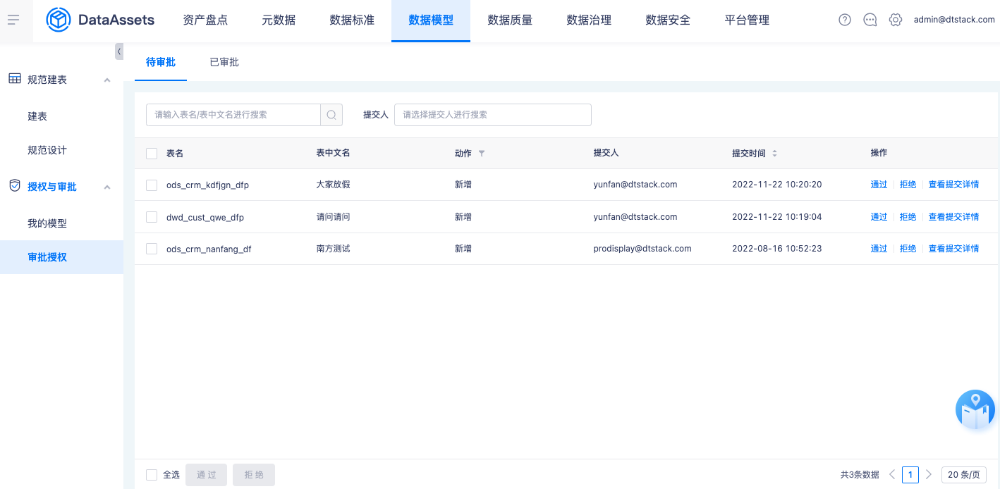 DataAssets 资产盘点 元数据 数据标准 数据模型 数据质量 数据治理 数据安全 平台管理 admin@dtstack.com
规范建表
建表
规范设计
授权与审批
我的模型
审批授权
待审批 已审批
请输入表名/表中文名进行搜索 提交人 请选择提交人进行搜索
表名 表中文名 动作 提交人 提交时间 操作
ods_crm_kdfjgn_dfp 大家放假 新增 yunfan@dtstack.com 2022-11-22 10:20:20 通过 拒绝 查看提交详情
dwd_cust_qwe_dfp 请问请问 新增 yunfan@dtstack.com 2022-11-22 10:19:04 通过 拒绝 查看提交详情
ods_crm_nanfang_df 南方测试 新增 prodisplay@dtstack.com 2022-08-16 10:52:23 通过 拒绝 查看提交详情
全选 通 过 拒 绝 共3条数据 1 20 条/页